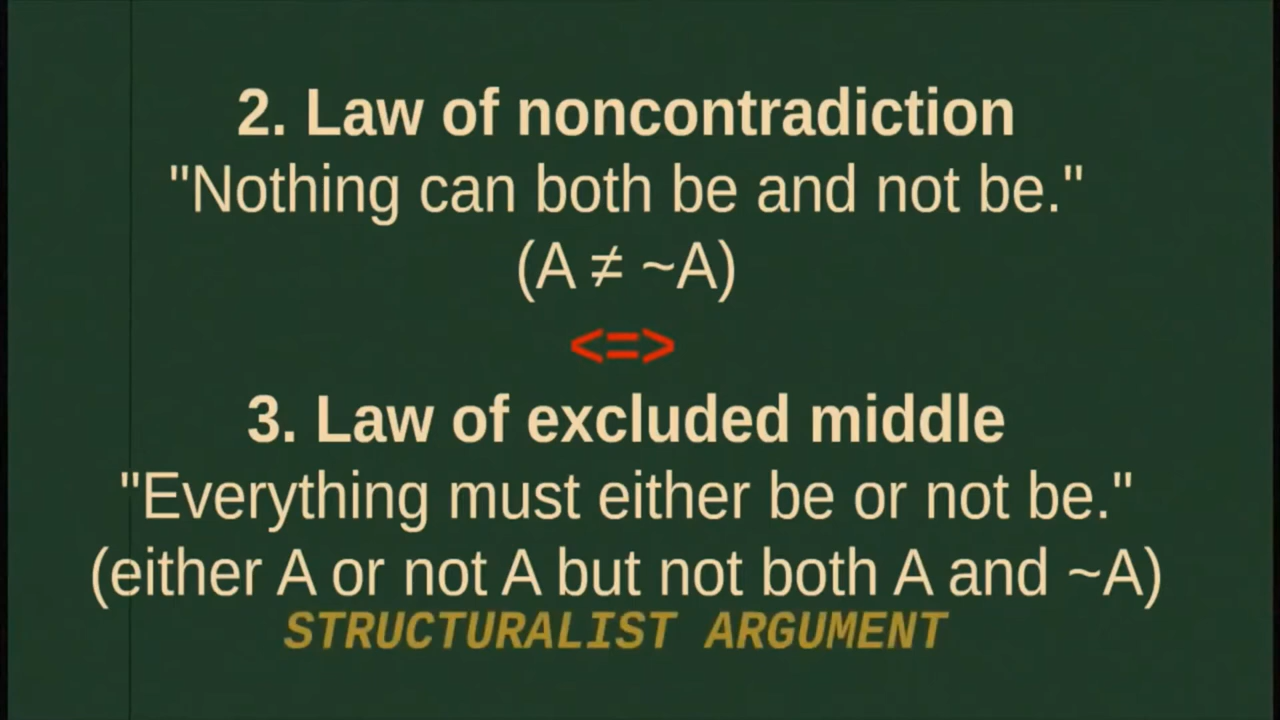 2. Law of noncontradiction
"Nothing can both be and not be."
(A ≠ ~A)
<=>
3. Law of excluded middle
"Everything must either be or not be."
(either A or not A but not both A and ~A)
STRUCTURALIST ARGUMENT